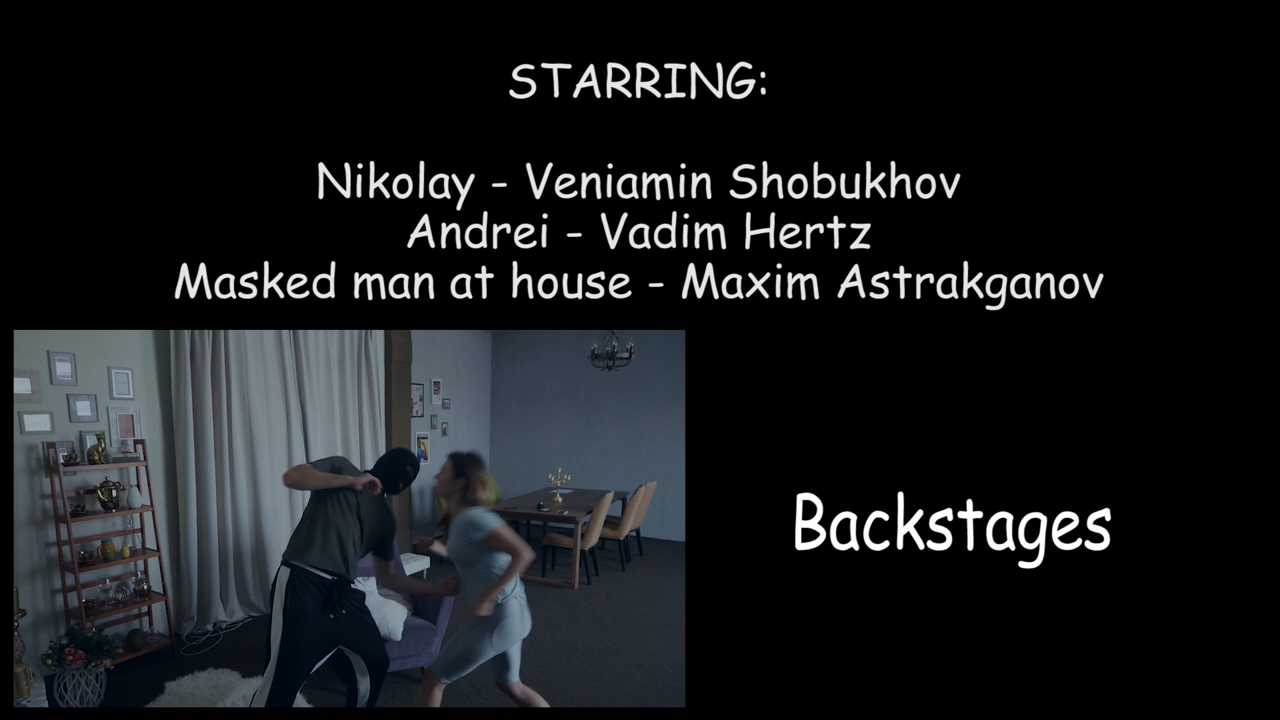 STARRING:
Nikolay - Veniamin Shobukhov
Andrei - Vadim Hertz
Masked man at house - Maxim Astrakganov
Backstages